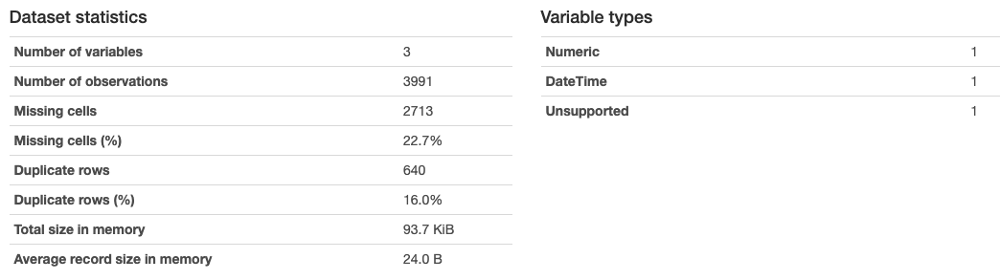 Dataset statistics
Number of variables 3
Number of observations 3991
Missing cells 2713
Missing cells (%) 22.7%
Duplicate rows 640
Duplicate rows (%) 16.0%
Total size in memory 93.7 KiB
Average record size in memory 24.0 B
Variable types
Numeric 1
DateTime 1
Unsupported 1